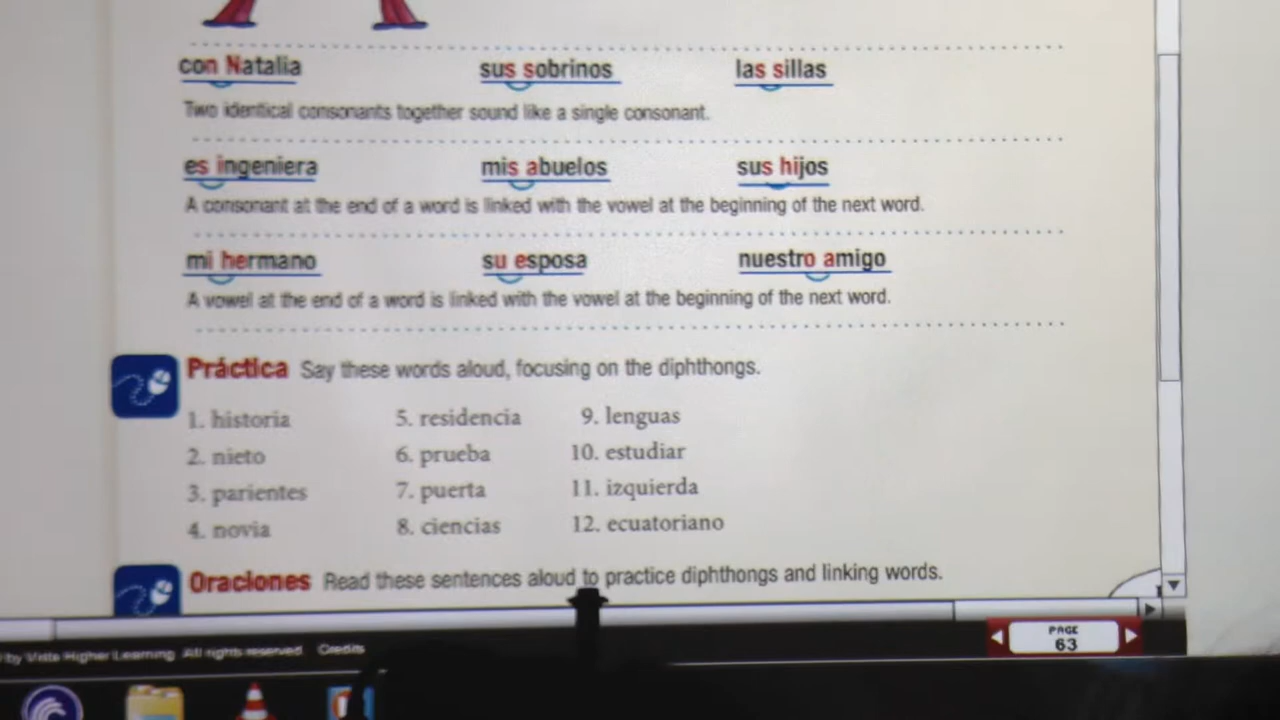 con Natalia sus sobrinos las sillas
Two identical consonants together sound like a single consonant.
es ingeniera mis abuelos sus hijos
A consonant at the end of a word is linked with the vowel at the beginning of the next word.
mi hermano su esposa nuestro amigo
A vowel at the end of a word is linked with the vowel at the beginning of the next word.
Práctica Say these words aloud, focusing on the diphthongs.
1. historia 5. residencia 9. lenguas
2. nieto 6. prueba 10. estudiar
3. parientes 7. puerta 11. izquierda
4. novia 8. ciencias 12. ecuatoriano
Oraciones Read these sentences aloud to practice diphthongs and linking words.
PAGE
63
by Vista Higher Learning All rights reserved Credits